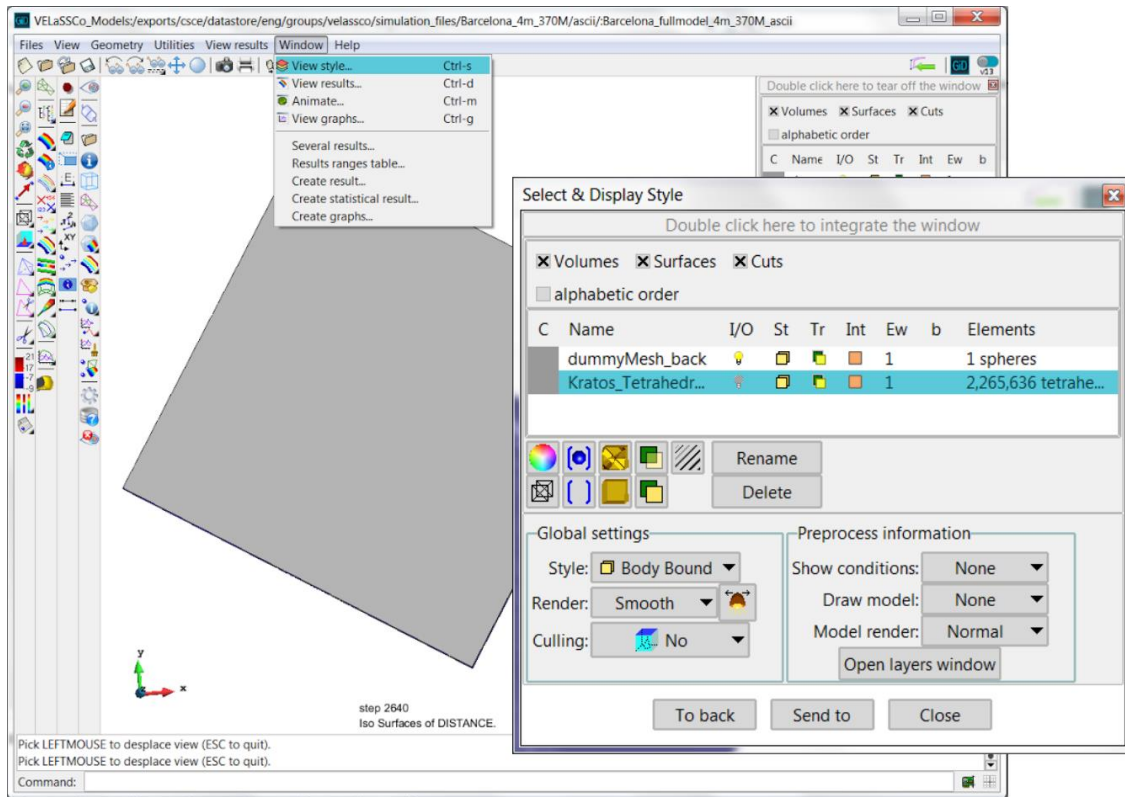 VELaSSCo_Models:/exports/csce/datastore/eng/groups/velassco/simulation_files/Barcelona_4m_370M/ascii/:Barcelona_fullmodel_4m_370M_ascii
Files View Geometry Utilities View results Window Help
View style... Ctrl-s
View results... Ctrl-d
Animate... Ctrl-m
View graphs... Ctrl-g
Several results...
Results ranges table...
Create result...
Create statistical result...
Create graphs...
GiD
v13
Double click here to tear off the window
Volumes Surfaces Cuts
alphabetic order
C Name I/O St Tr Int Ew b
Select & Display Style
Double click here to integrate the window
Volumes Surfaces Cuts
alphabetic order
C Name I/O St Tr Int Ew b Elements
dummyMesh_back 1 1 spheres
Kratos_Tetrahedr... 1 2,265,636 tetrahe...
Rename
Delete
Global settings
Style: Body Bound
Render: Smooth
Culling: No
Preprocess information
Show conditions: None
Draw model: None
Model render: Normal
Open layers window
To back Send to Close
y
x
step 2640
Iso Surfaces of DISTANCE.
Pick LEFTMOUSE to desplace view (ESC to quit).
Pick LEFTMOUSE to desplace view (ESC to quit).
Command: